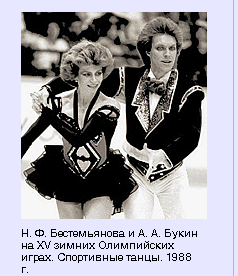 Н. Ф. Бестемьянова и А. А. Букин
на XV зимних Олимпийских
играх. Спортивные танцы. 1988
г.